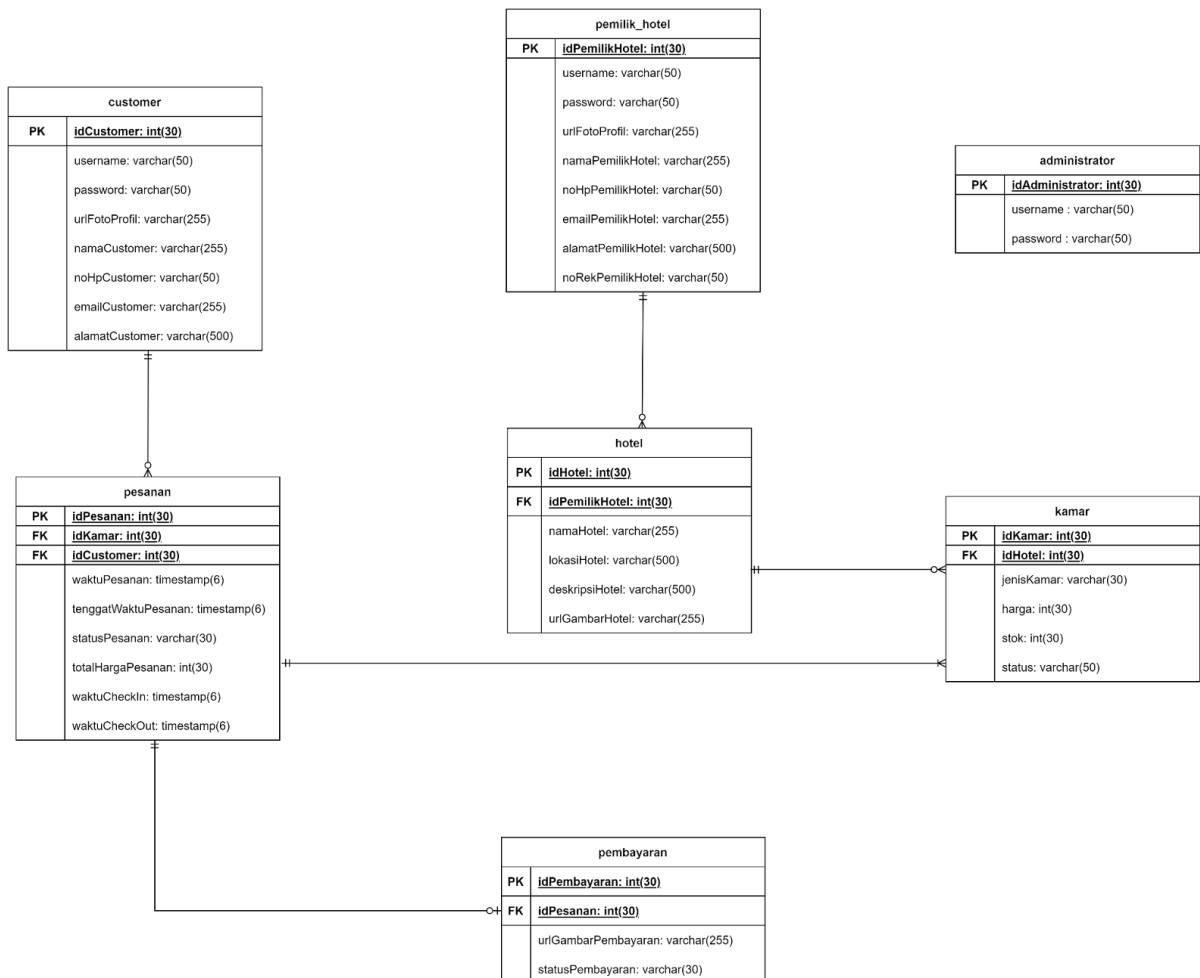 pemilik_hotel
PK idPemilikHotel: int(30)
username: varchar(50)
password: varchar(50)
urlFotoProfil: varchar(255)
namaPemilikHotel: varchar(255)
noHpPemilikHotel: varchar(50)
emailPemilikHotel: varchar(255)
alamatPemilikHotel: varchar(500)
noRekPemilikHotel: varchar(50)
customer
PK idCustomer: int(30)
username: varchar(50)
password: varchar(50)
urlFotoProfil: varchar(255)
namaCustomer: varchar(255)
noHpCustomer: varchar(50)
emailCustomer: varchar(255)
alamatCustomer: varchar(500)
administrator
PK idAdministrator: int(30)
username : varchar(50)
password : varchar(50)
hotel
PK idHotel: int(30)
FK idPemilikHotel: int(30)
namaHotel: varchar(255)
lokasiHotel: varchar(500)
deskripsiHotel: varchar(500)
urlGambarHotel: varchar(255)
pesanan
PK idPesanan: int(30)
FK idKamar: int(30)
FK idCustomer: int(30)
waktuPesanan: timestamp(6)
tenggatWaktuPesanan: timestamp(6)
statusPesanan: varchar(30)
totalHargaPesanan: int(30)
waktuCheckIn: timestamp(6)
waktuCheckOut: timestamp(6)
kamar
PK idKamar: int(30)
FK idHotel: int(30)
jenisKamar: varchar(30)
harga: int(30)
stok: int(30)
status: varchar(50)
pembayaran
PK idPembayaran: int(30)
FK idPesanan: int(30)
urlGambarPembayaran: varchar(255)
statusPembayaran: varchar(30)